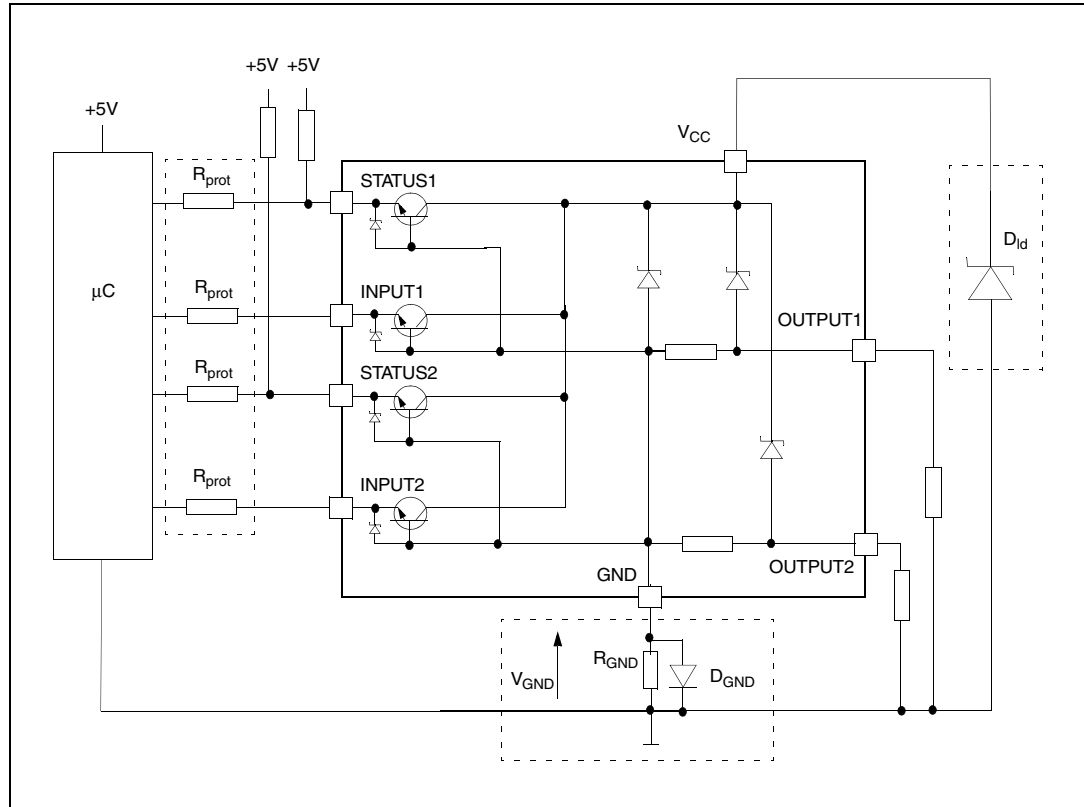 +5V +5V
+5V
V_CC
R_prot
STATUS1
D_ld
μC
R_prot
INPUT1
OUTPUT1
R_prot
STATUS2
R_prot
INPUT2
OUTPUT2
GND
R_GND
V_GND
D_GND